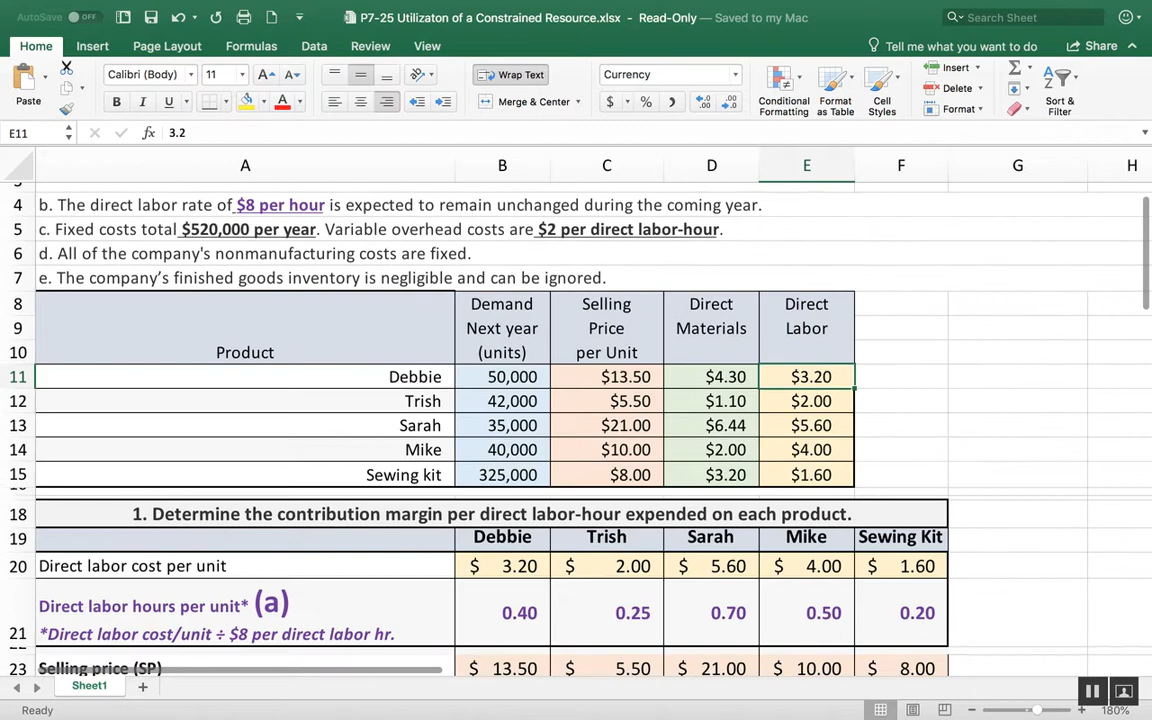 AutoSave OFF P7-25 Utilizaton of a Constrained Resource.xlsx - Read-Only — Saved to my Mac Search Sheet
Home Insert Page Layout Formulas Data Review View Tell me what you want to do Share
Paste Calibri (Body) 11 A A Wrap Text Currency Insert Σ
B I U A Merge & Center $ % Conditional Formatting Format as Table Cell Styles Delete Format Sort & Filter
E11 fx 3.2
A B C D E F G H
4 b. The direct labor rate of $8 per hour is expected to remain unchanged during the coming year.
5 c. Fixed costs total $520,000 per year. Variable overhead costs are $2 per direct labor-hour.
6 d. All of the company's nonmanufacturing costs are fixed.
7 e. The company's finished goods inventory is negligible and can be ignored.
8 Demand Selling Direct Direct
9 Next year Price Materials Labor
10 Product (units) per Unit
11 Debbie 50,000 $13.50 $4.30 $3.20
12 Trish 42,000 $5.50 $1.10 $2.00
13 Sarah 35,000 $21.00 $6.44 $5.60
14 Mike 40,000 $10.00 $2.00 $4.00
15 Sewing kit 325,000 $8.00 $3.20 $1.60
18 1. Determine the contribution margin per direct labor-hour expended on each product.
19 Debbie Trish Sarah Mike Sewing Kit
20 Direct labor cost per unit $ 3.20 $ 2.00 $ 5.60 $ 4.00 $ 1.60
Direct labor hours per unit* (a) 0.40 0.25 0.70 0.50 0.20
21 *Direct labor cost/unit ÷ $8 per direct labor hr.
23 Selling price (SP) $ 13.50 $ 5.50 $ 21.00 $ 10.00 $ 8.00
Sheet1 +
Ready 180%